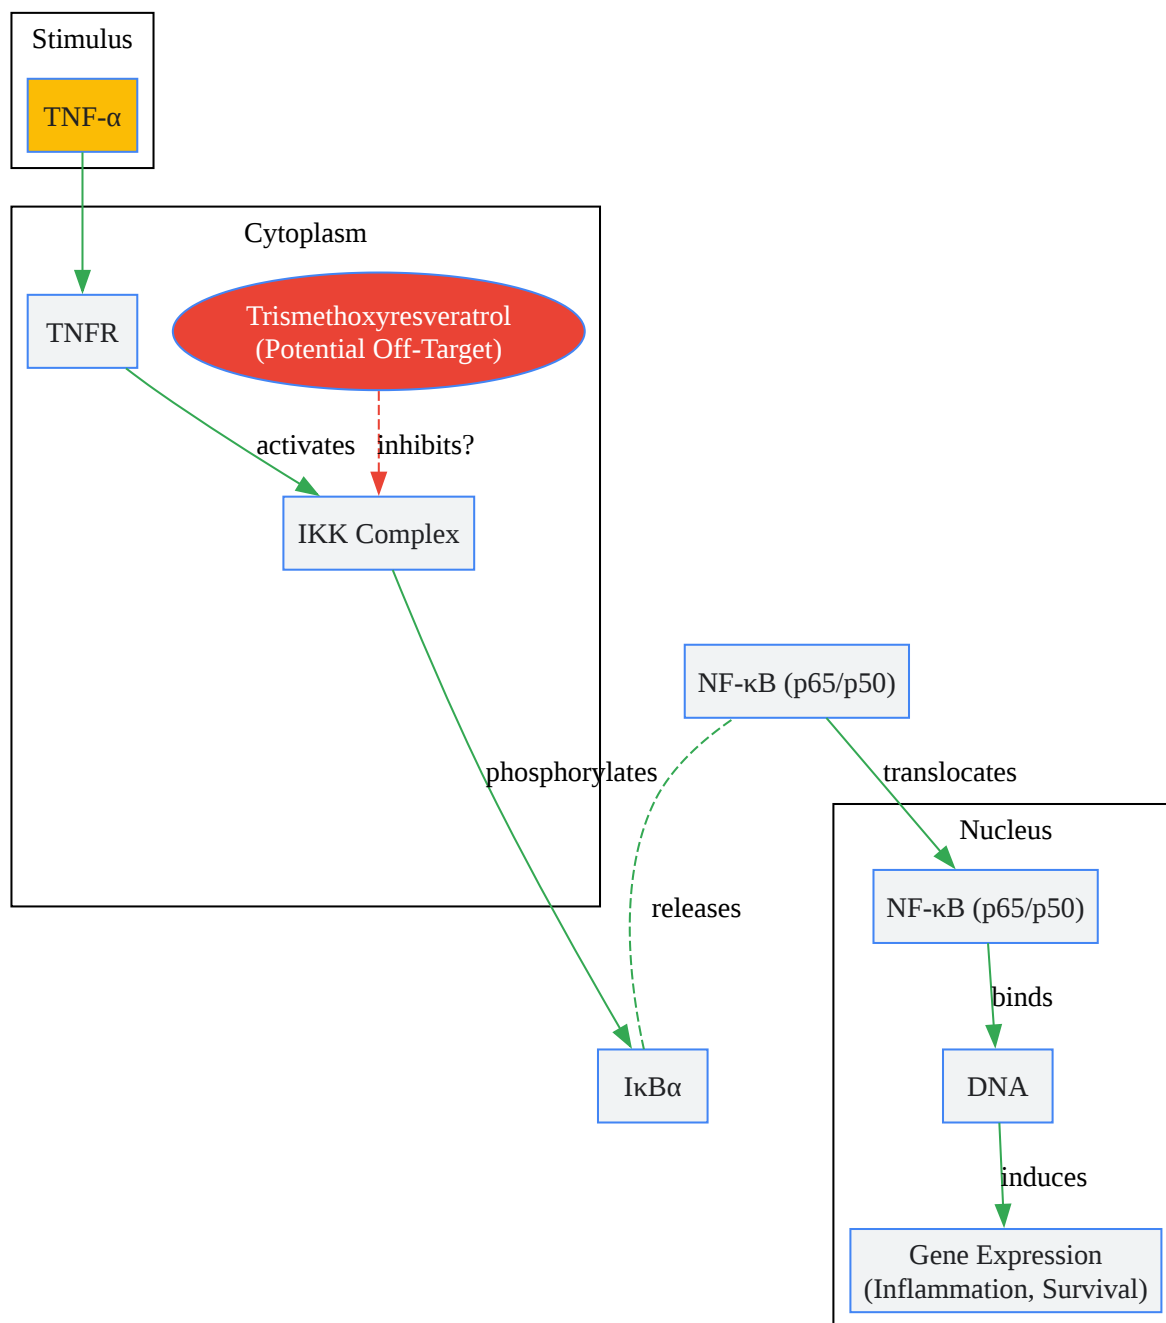 Stimulus
TNF-α
Cytoplasm
TNFR
Trismethoxyresveratrol
(Potential Off-Target)
activates
inhibits?
IKK Complex
NF-κB (p65/p50)
phosphorylates
translocates
Nucleus
releases
NF-κB (p65/p50)
binds
IκBα
DNA
induces
Gene Expression
(Inflammation, Survival)